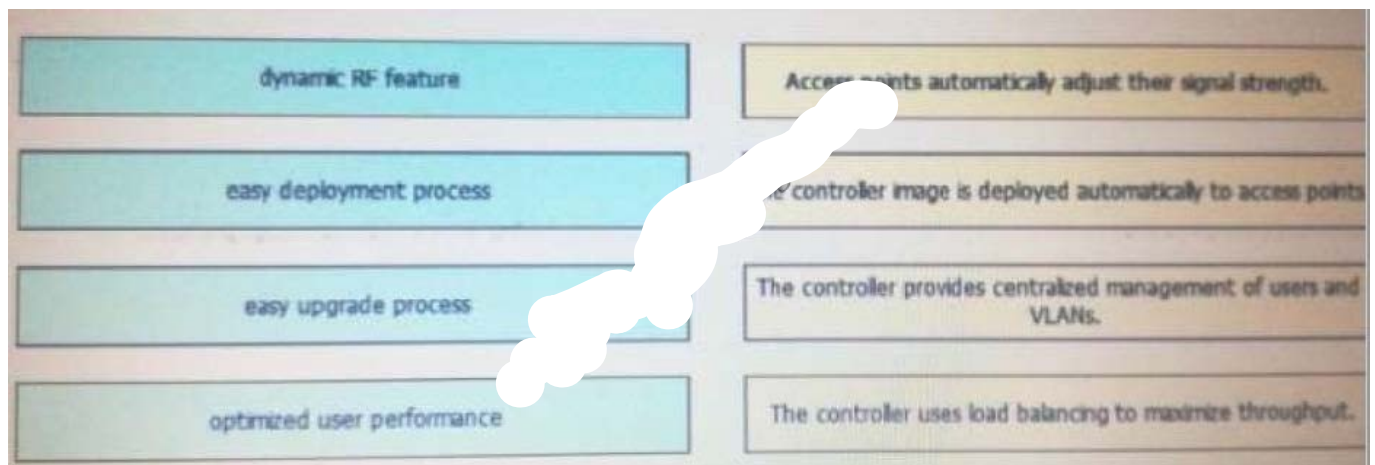 dynamic RF feature
Access points automatically adjust their signal strength.
easy deployment process
controller image is deployed automatically to access points
easy upgrade process
The controller provides centralized management of users and
VLANs.
optimized user performance
The controller uses load balancing to maximize throughput.